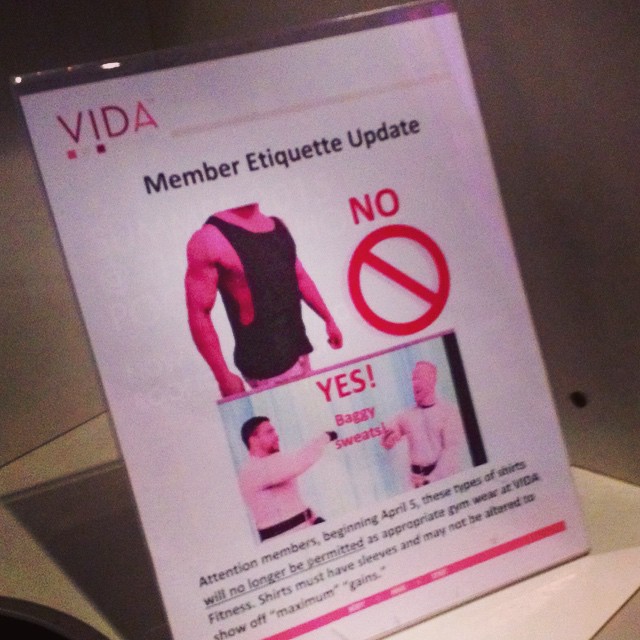 VIDA
Member Etiquette Update
NO
YES!
Baggy
sweats!
Attention members, beginning April 5, these types of shirts
will no longer be permitted as appropriate gym wear at VIDA
Fitness. Shirts must have sleeves and may not be altered to
show off "maximum" "gains."